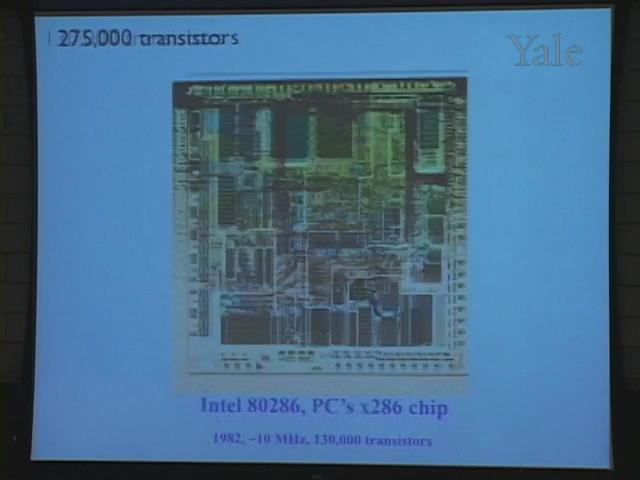 275,000 transistors
Yale
Intel 80286, PC's x286 chip
1982, ~10 MHz, 130,000 transistors